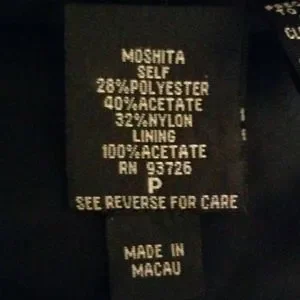 MOSHITA
SELF
28%POLYESTER
40%ACETATE
32%NYLON
LINING
100%ACETATE
RN 93726
P
SEE REVERSE FOR CARE
MADE IN
MACAU